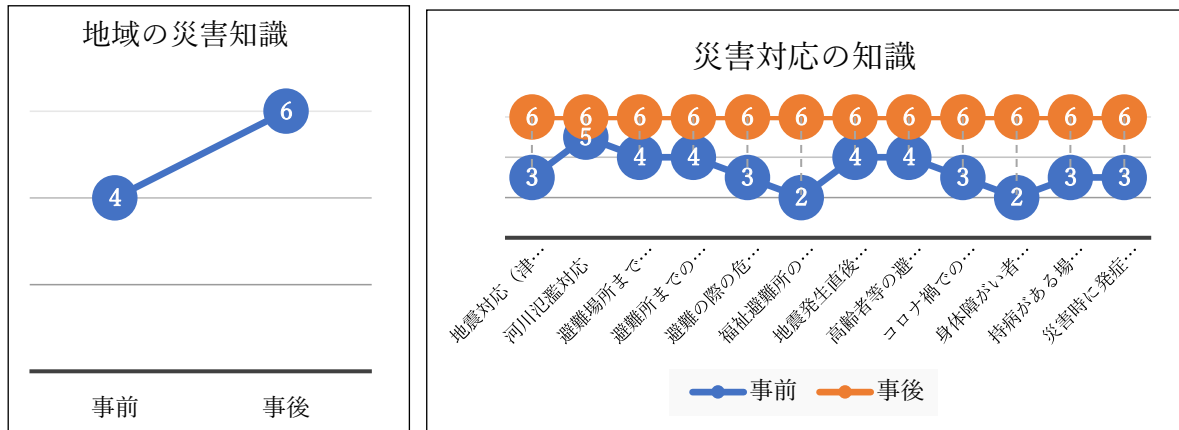 地域の災害知識
6
4
事前
事後
災害対応の知識
6 6 6 6 6 6 6 6 6 6 6 6
3 5 4 4 3 2 4 4 3 2 3 3
地震対応（津…
河川氾濫対応
避難場所まで…
避難所までの…
避難の際の危…
福祉避難所の…
地震発生直後…
高齢者等の避…
コロナ禍での…
身体障がい者…
持病がある場…
災害時に発症…
事前
事後